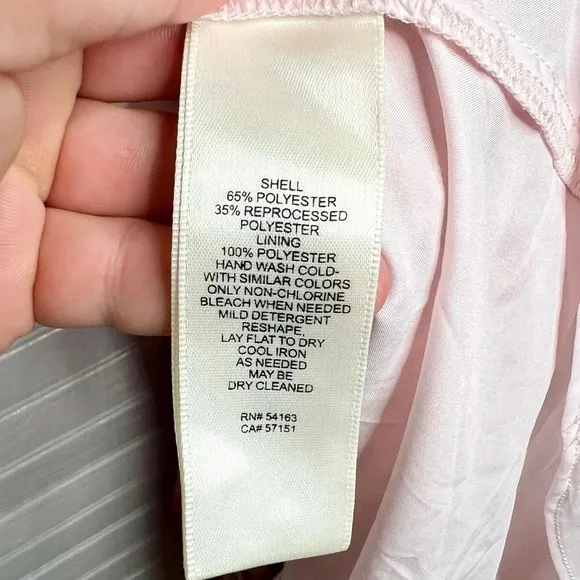 SHELL
65% POLYESTER
35% REPROCESSED
POLYESTER
LINING
100% POLYESTER
HAND WASH COLD-
WITH SIMILAR COLORS
ONLY NON-CHLORINE
BLEACH WHEN NEEDED
MILD DETERGENT
RESHAPE,
LAY FLAT TO DRY
COOL IRON
AS NEEDED
MAY BE
DRY CLEANED
RN# 54163
CA# 57151